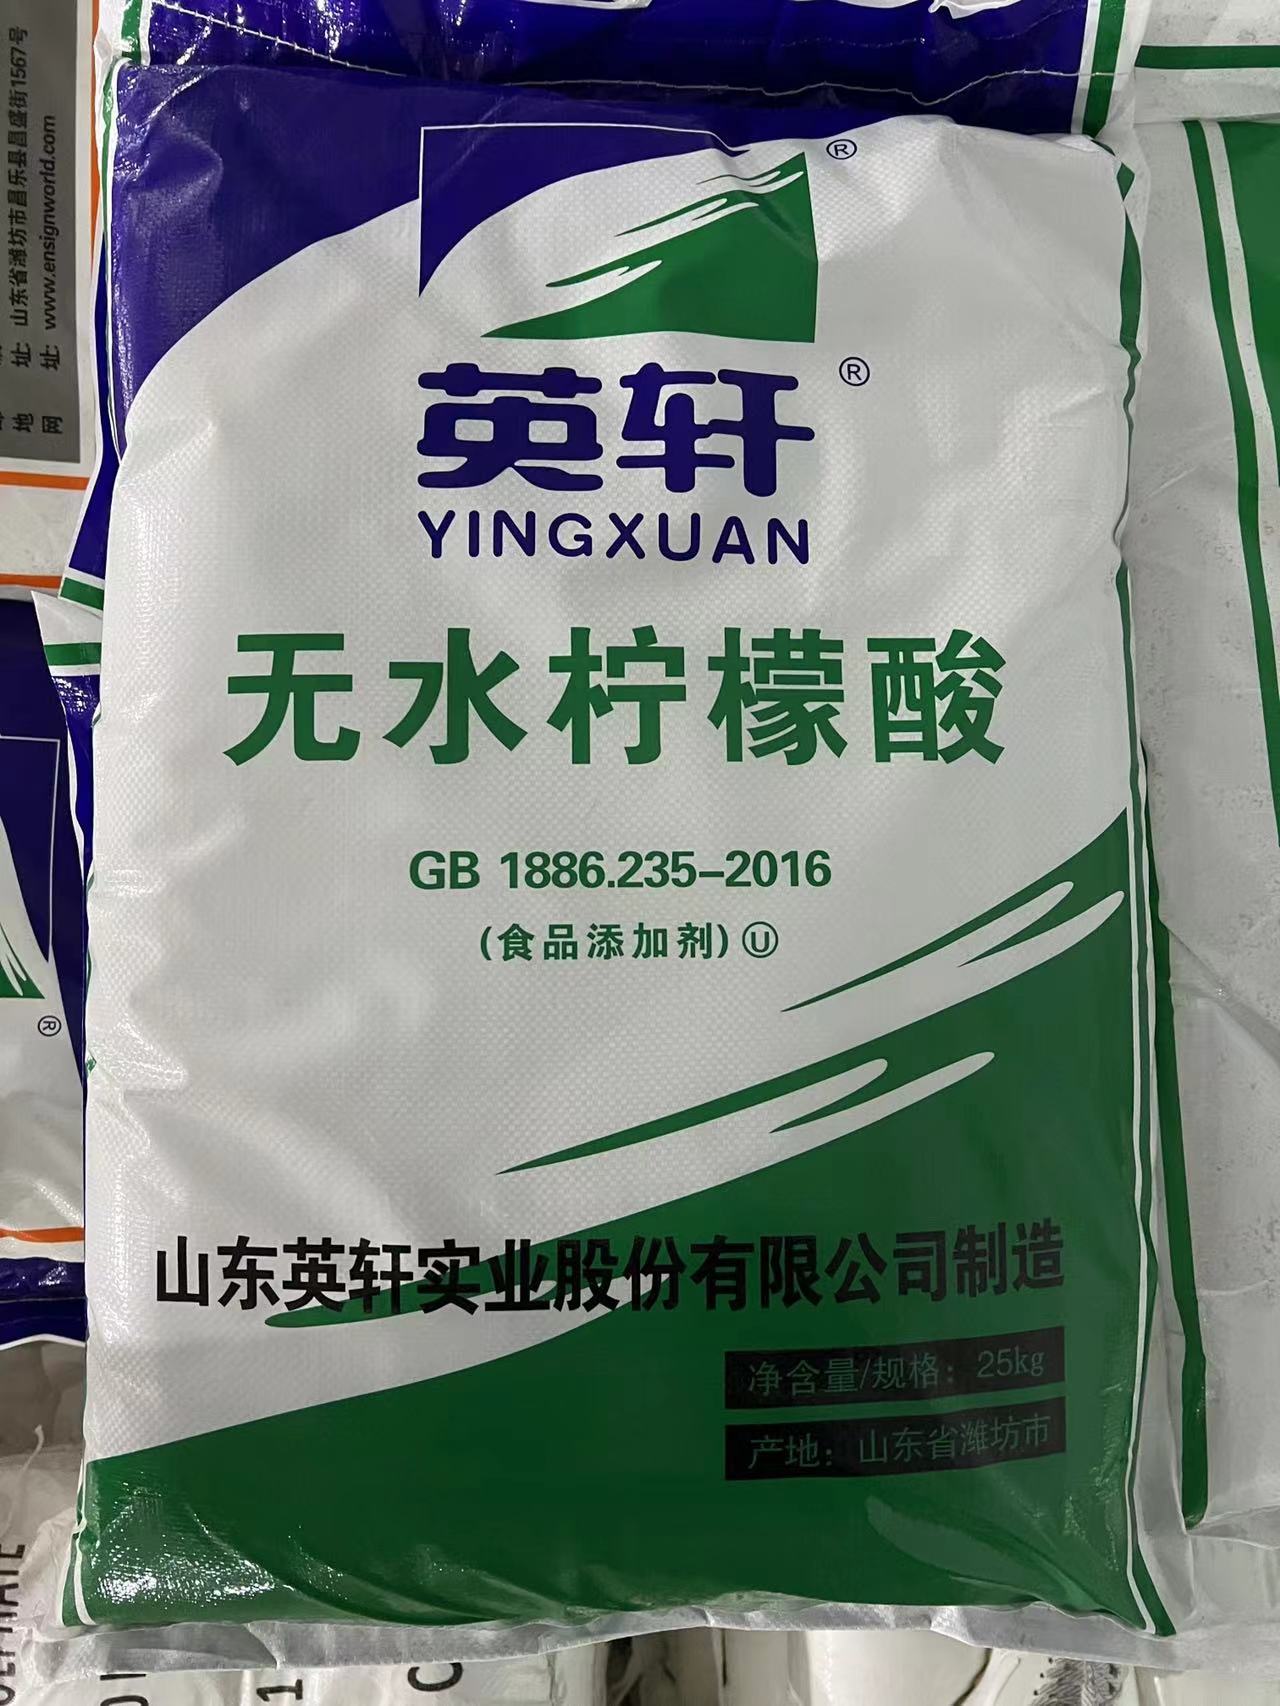 山东省潍坊市昌乐县昌盛街1567号
www.ensignworld.com
®
英轩®
YINGXUAN
无水柠檬酸
GB 1886.235-2016
(食品添加剂) Ⓤ
山东英轩实业股份有限公司制造
净含量/规格: 25kg
产地: 山东省潍坊市
®